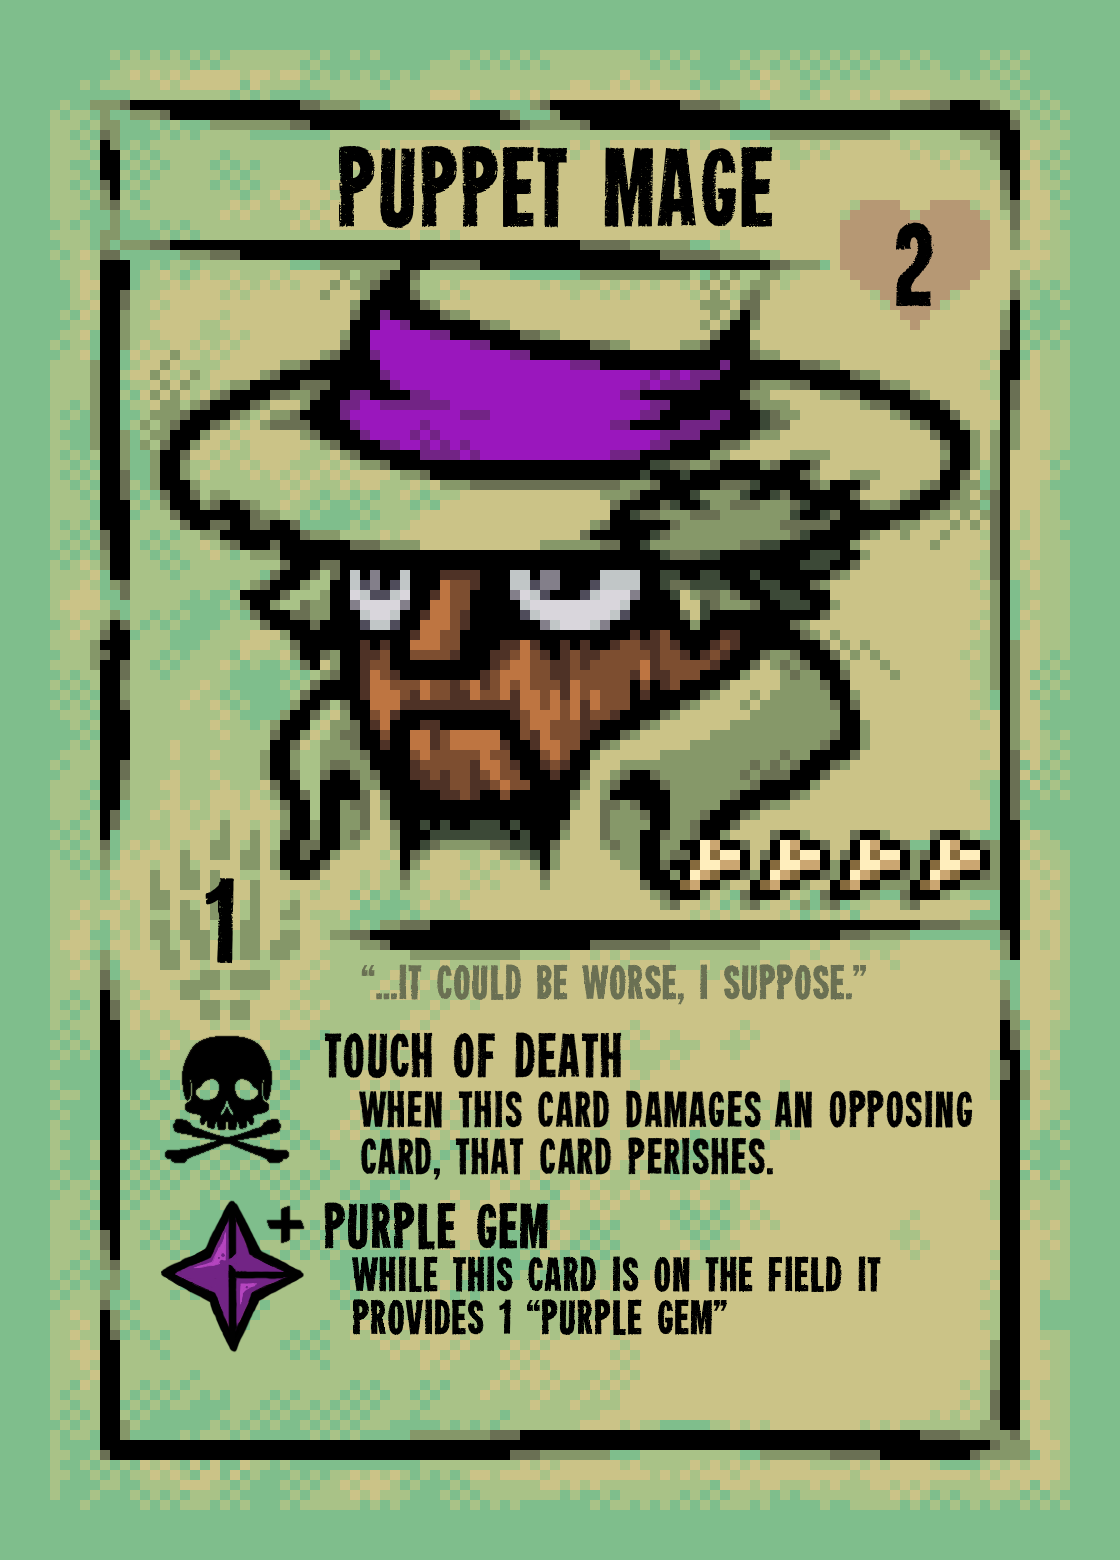 PUPPET MAGE
2
1
“...IT COULD BE WORSE, I SUPPOSE.”
TOUCH OF DEATH
WHEN THIS CARD DAMAGES AN OPPOSING
CARD, THAT CARD PERISHES.
+ PURPLE GEM
WHILE THIS CARD IS ON THE FIELD IT
PROVIDES 1 “PURPLE GEM”